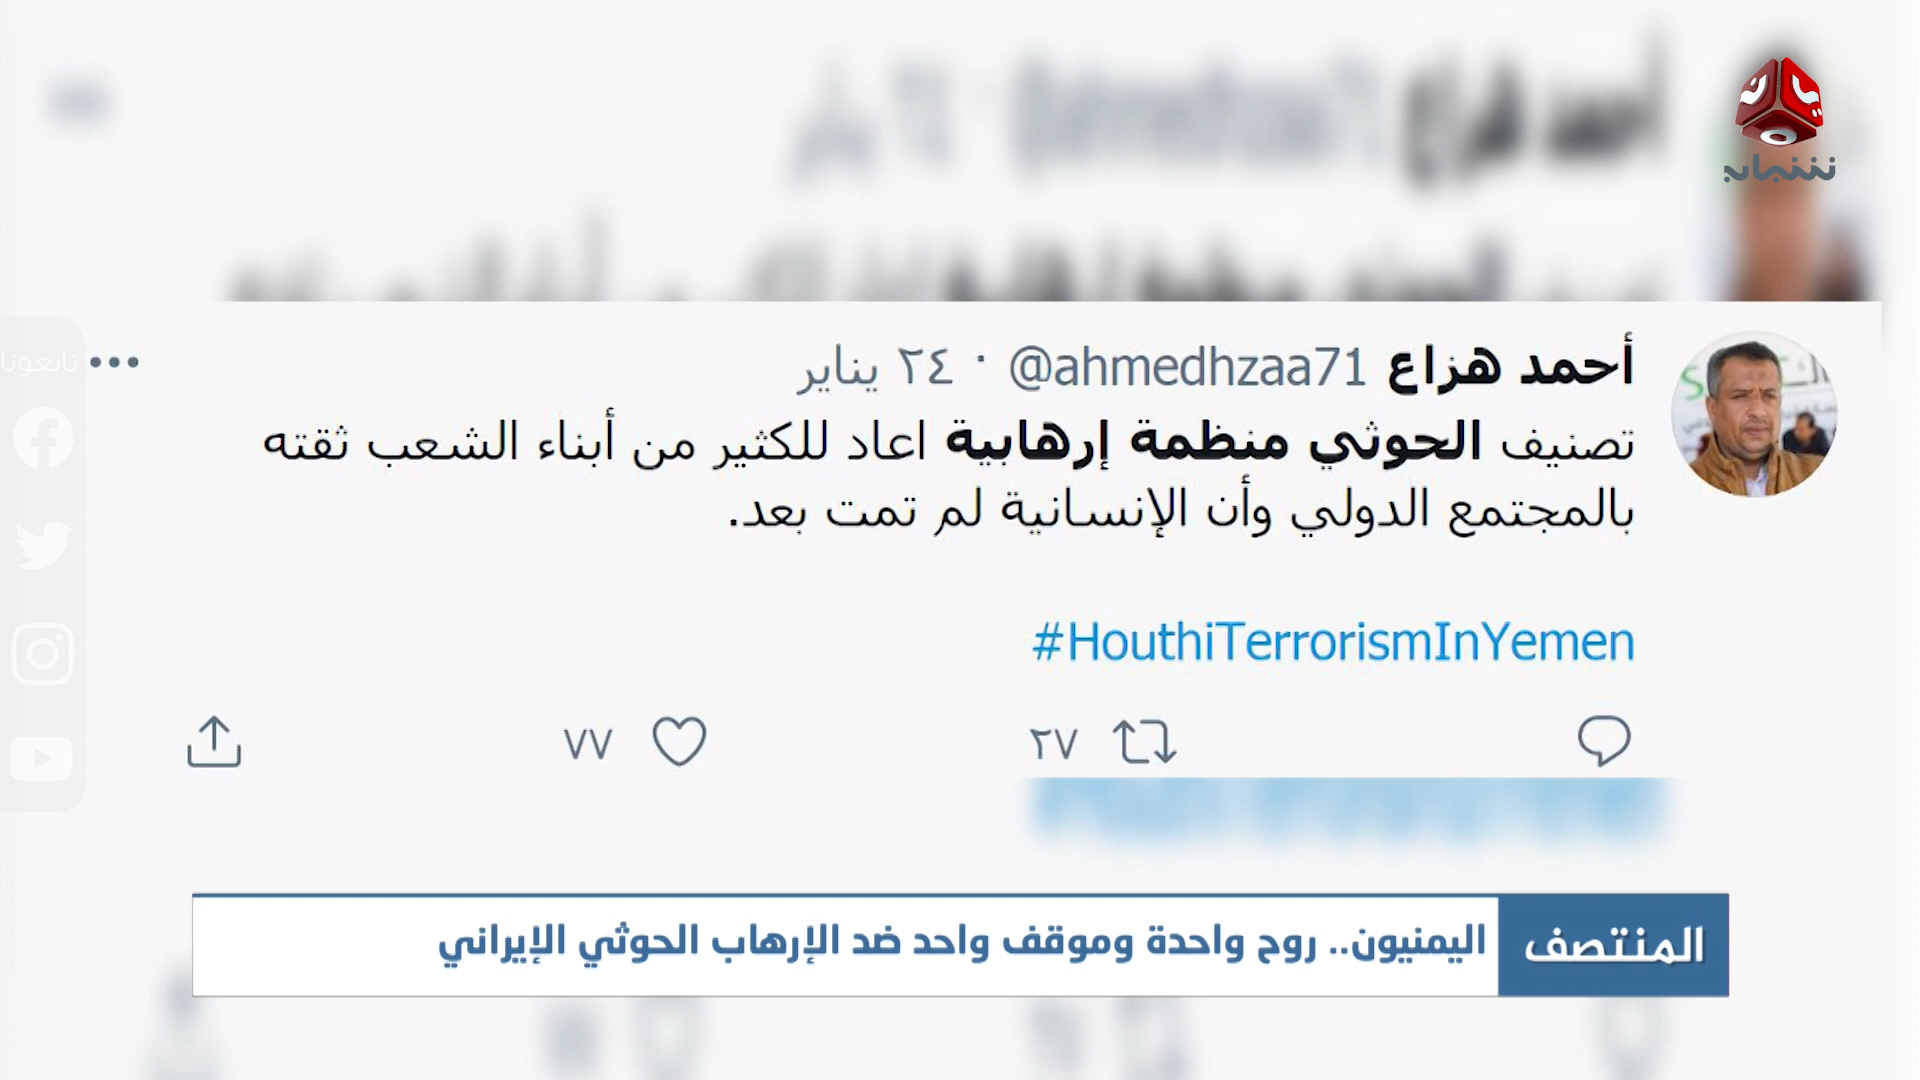 أحمد هزاع @ahmedhzaa71 · ٢٤ يناير
تصنيف الحوثي منظمة إرهابية اعاد للكثير من أبناء الشعب ثقته
بالمجتمع الدولي وأن الإنسانية لم تمت بعد.
#HouthiTerrorismInYemen
٢٧ ٧٧
تابعونا
المنتصف
اليمنيون.. روح واحدة وموقف واحد ضد الإرهاب الحوثي الإيراني